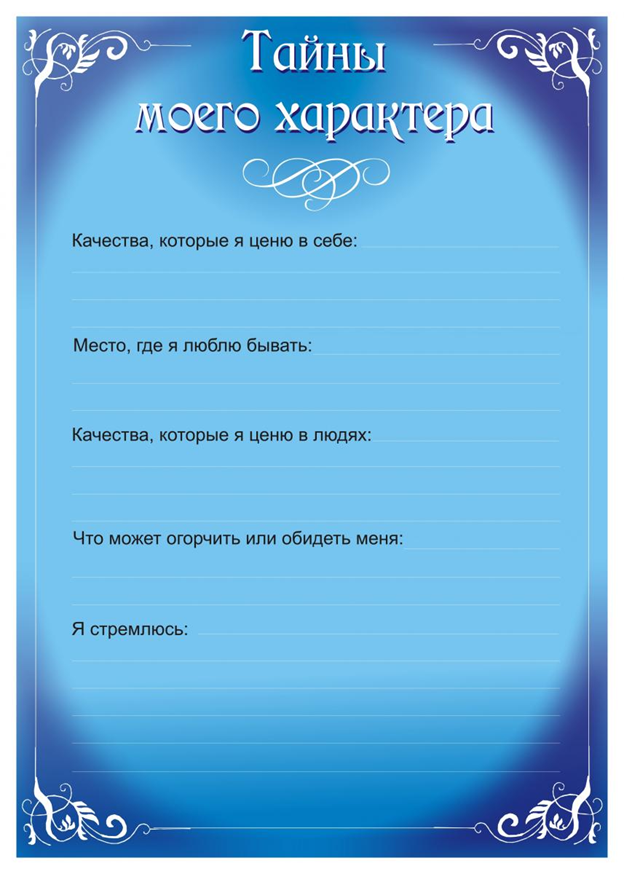 Тайны
моего характера
Качества, которые я ценю в себе:
Место, где я люблю бывать:
Качества, которые я ценю в людях:
Что может огорчить или обидеть меня:
Я стремлюсь: